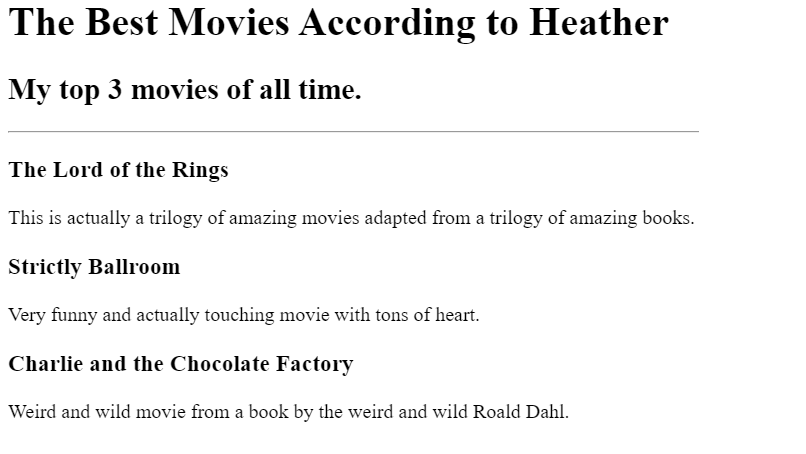 The Best Movies According to Heather
My top 3 movies of all time.
The Lord of the Rings
This is actually a trilogy of amazing movies adapted from a trilogy of amazing books.
Strictly Ballroom
Very funny and actually touching movie with tons of heart.
Charlie and the Chocolate Factory
Weird and wild movie from a book by the weird and wild Roald Dahl.